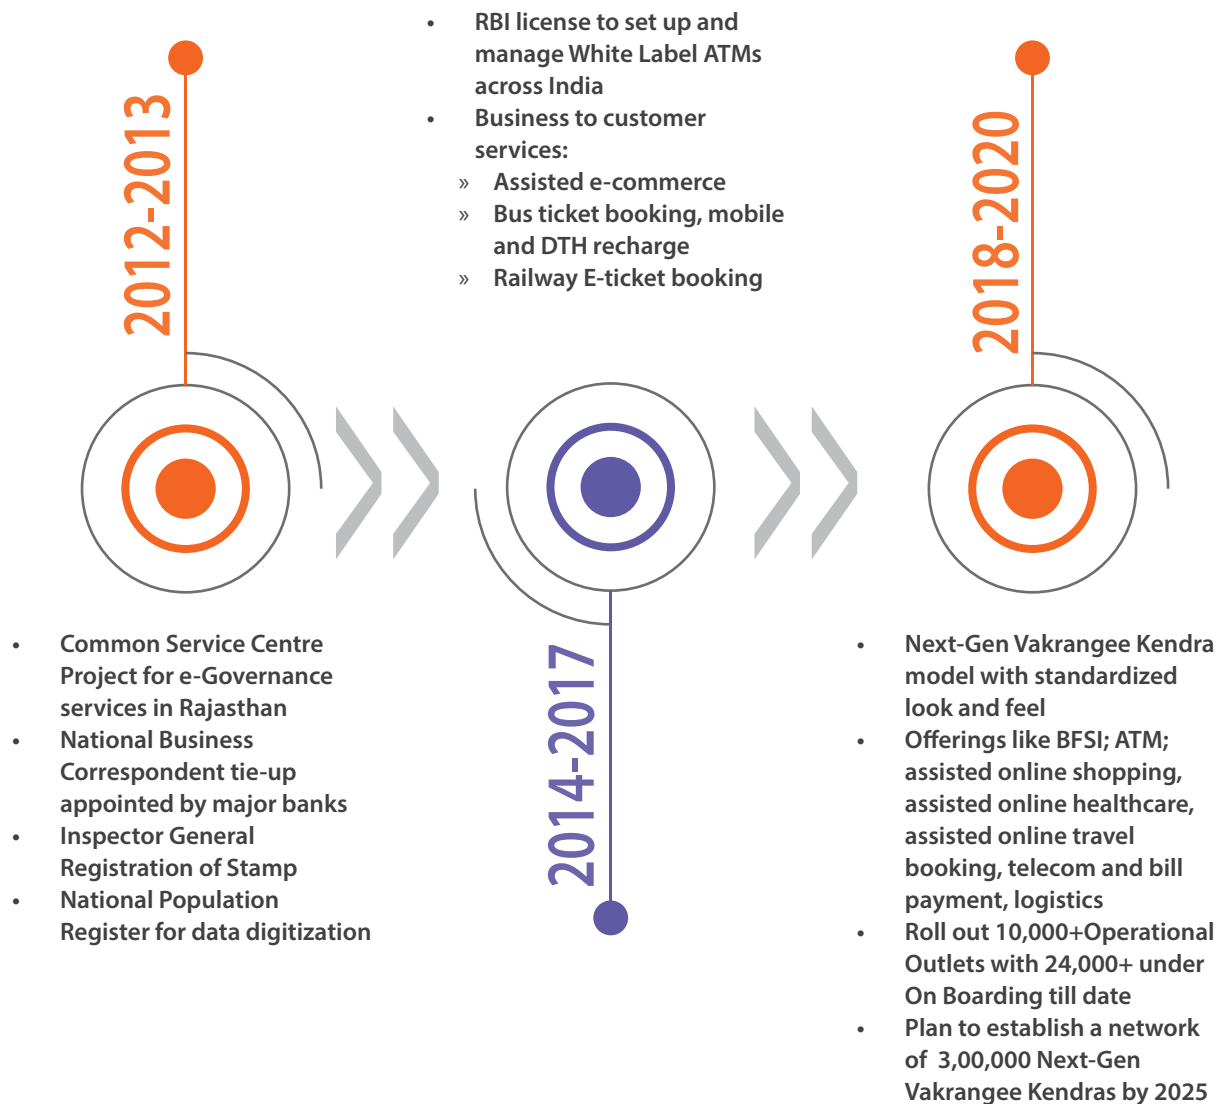 2012-2013
• Common Service Centre
Project for e-Governance
services in Rajasthan
• National Business
Correspondent tie-up
appointed by major banks
• Inspector General
Registration of Stamp
• National Population
Register for data digitization
• RBI license to set up and
manage White Label ATMs
across India
• Business to customer
services:
» Assisted e-commerce
» Bus ticket booking, mobile
and DTH recharge
» Railway E-ticket booking
2014-2017
2018-2020
• Next-Gen Vakrangee Kendra
model with standardized
look and feel
• Offerings like BFSI; ATM;
assisted online shopping,
assisted online healthcare,
assisted online travel
booking, telecom and bill
payment, logistics
• Roll out 10,000+Operational
Outlets with 24,000+ under
On Boarding till date
• Plan to establish a network
of 3,00,000 Next-Gen
Vakrangee Kendras by 2025